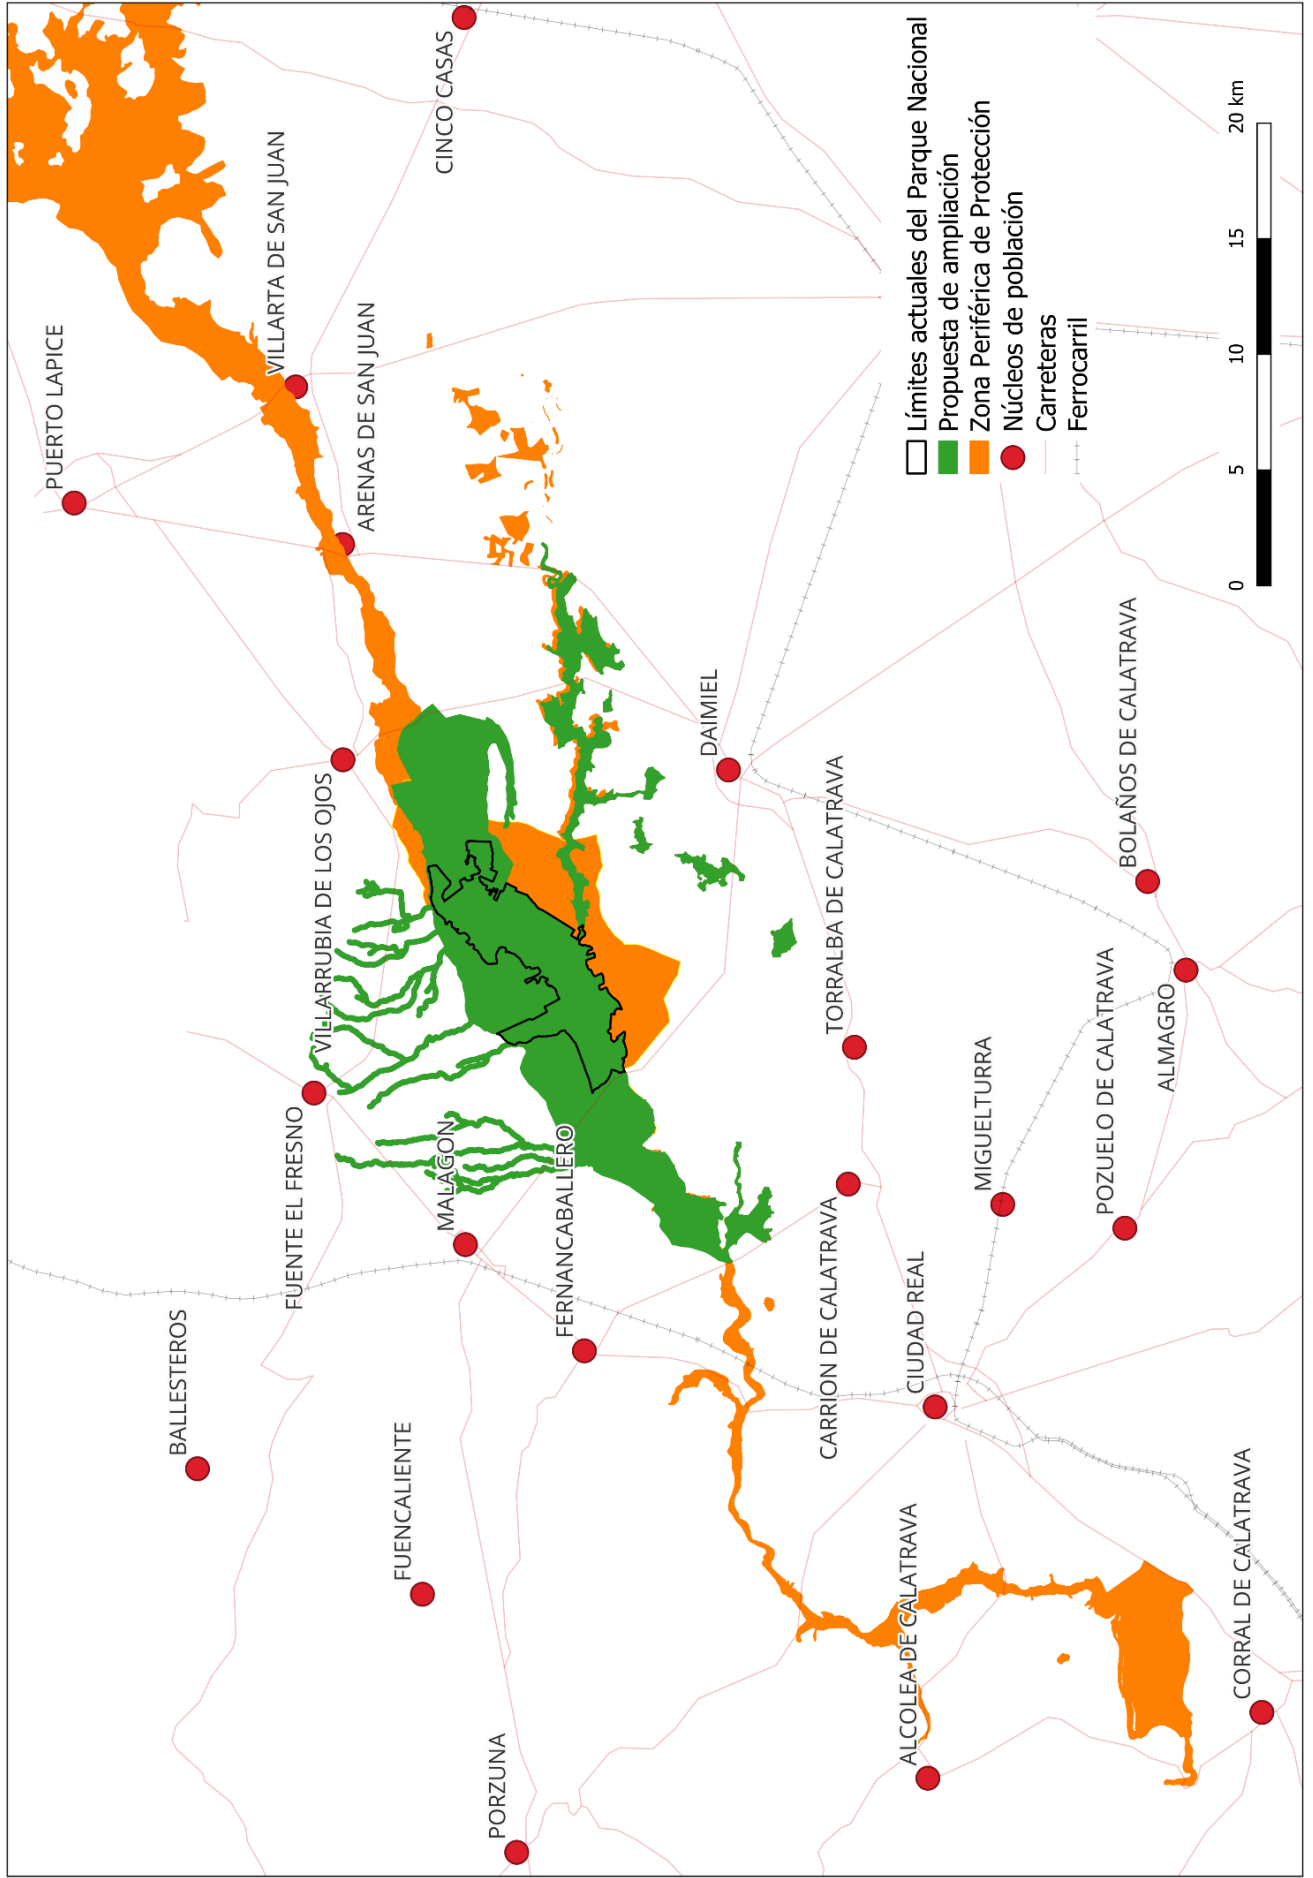 PUERTO LAPICE
VILLARTA DE SAN JUAN
CINCO CASAS
ARENAS DE SAN JUAN
VILLARRUBIA DE LOS OJOS
FUENTE EL FRESNO
BALLESTEROS
MALAGON
FUENCALIENTE
FERNANCABALLERO
PORZUNA
DAIMIEL
TORRALBA DE CALATRAVA
CARRION DE CALATRAVA
CIUDAD REAL
ALCOLEA DE CALATRAVA
MIGUELTURRA
BOLAÑOS DE CALATRAVA
POZUELO DE CALATRAVA
ALMAGRO
CORRAL DE CALATRAVA
Límites actuales del Parque Nacional
Propuesta de ampliación
Zona Periférica de Protección
Núcleos de población
Carreteras
Ferrocarril
0 5 10 15 20 km